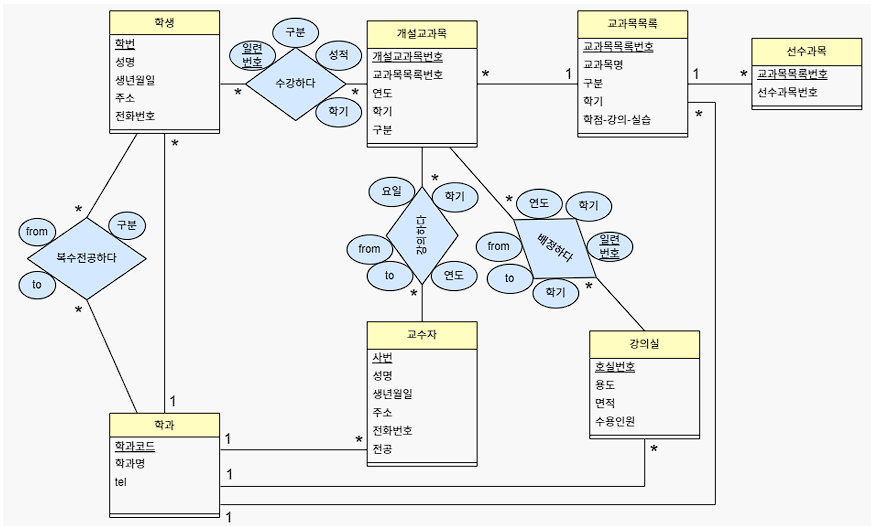 학생
학번
성명
생년월일
주소
전화번호
구분
일련
번호
성적
수강하다
학기
*
*
개설교과목
개설교과목번호
교과목목록번호
연도
학기
구분
*
1
교과목목록
교과목목록번호
교과목명
구분
학기
학점-강의-실습
1
*
*
선수과목
교과목목록번호
선수과목번호
*
*
from
구분
복수전공하다
to
*
*
요일
학기
강의하다
from
to
연도
*
*
연도
학기
배정하다
from
일련
번호
to
학기
*
교수자
사번
성명
생년월일
주소
전화번호
전공
강의실
호실번호
용도
면적
수용인원
1
학과
학과코드
학과명
tel
1
*
1
*
1